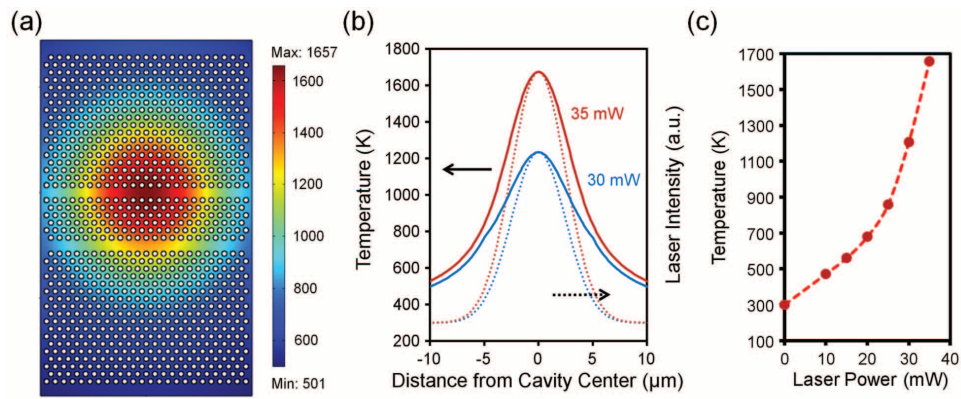 (a)
Max: 1657
1600
1400
1200
1000
800
600
Min: 501
(b)
1800
1600
1400
1200
1000
800
600
400
200
Temperature (K)
35 mW
30 mW
-10
-5
0
5
10
Distance from Cavity Center (µm)
Laser Intensity (a.u.)
(c)
1700
1500
1300
1100
900
700
500
300
100
Temperature (K)
0
10
20
30
40
Laser Power (mW)